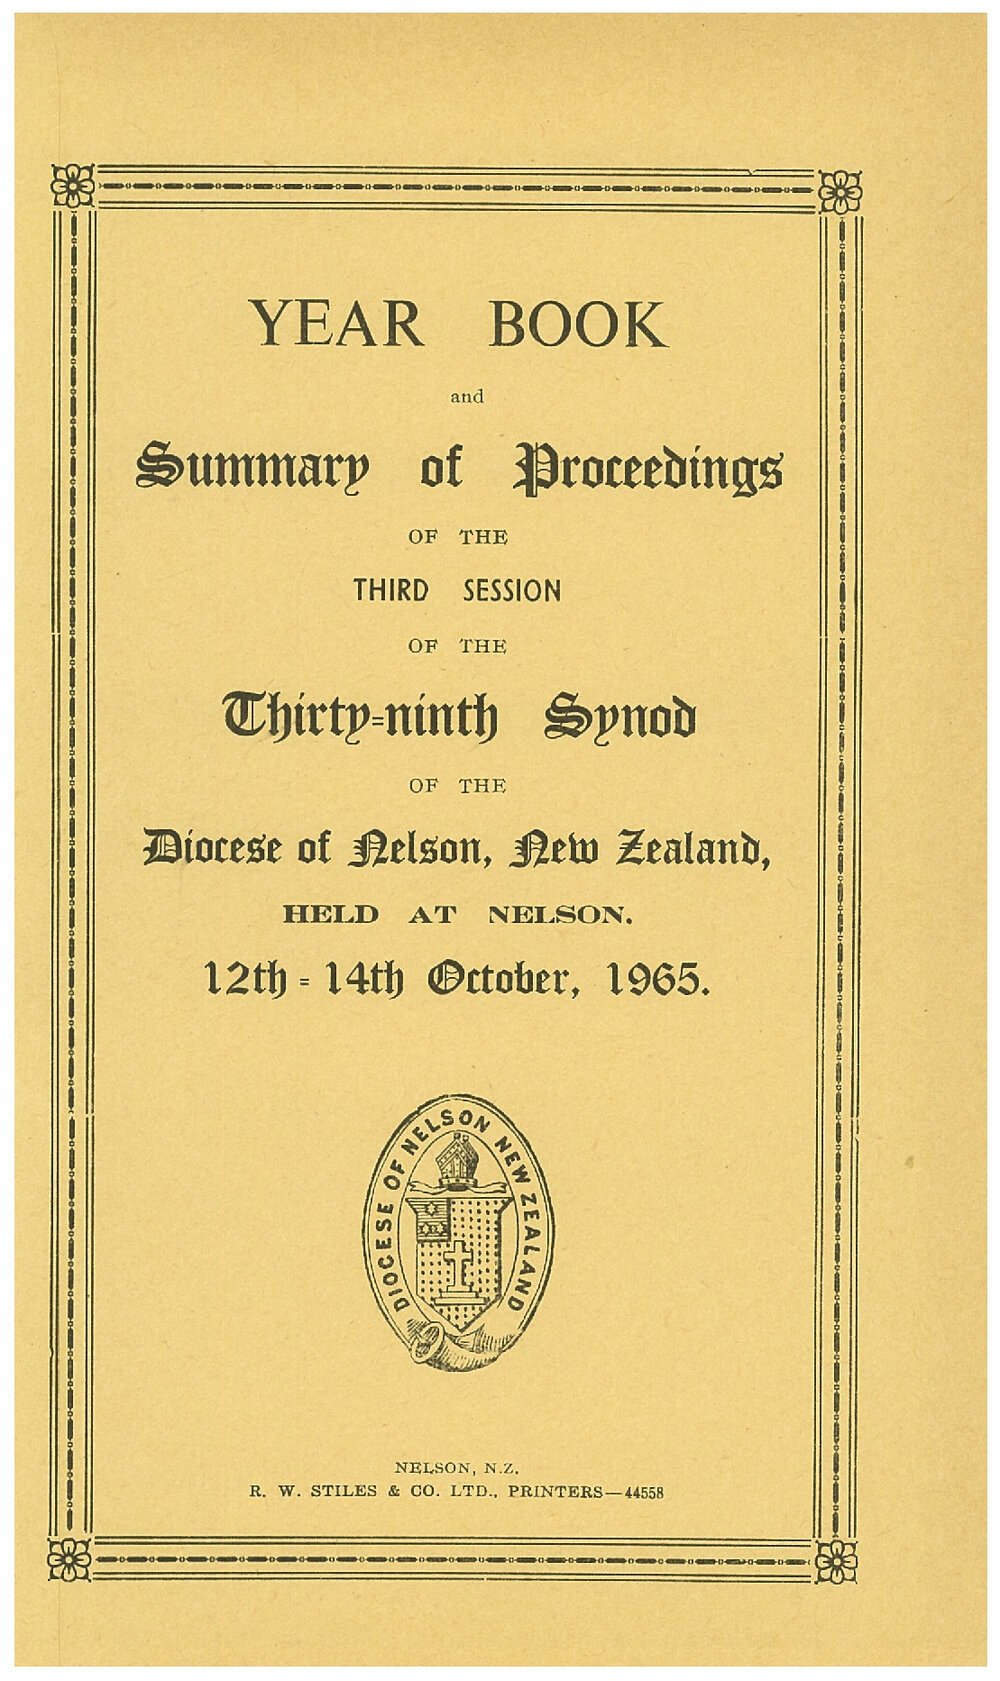 YEAR BOOK
and
Summary of Proceedings
OF THE
THIRD SESSION
OF THE
Thirty-ninth Synod
OF THE
Diocese of Nelson, New Zealand,
HELD AT NELSON.
12th - 14th October, 1965.
DIOCESE OF NELSON NEW ZEALAND
NELSON, N.Z.
R. W. STILES & CO. LTD., PRINTERS—44558